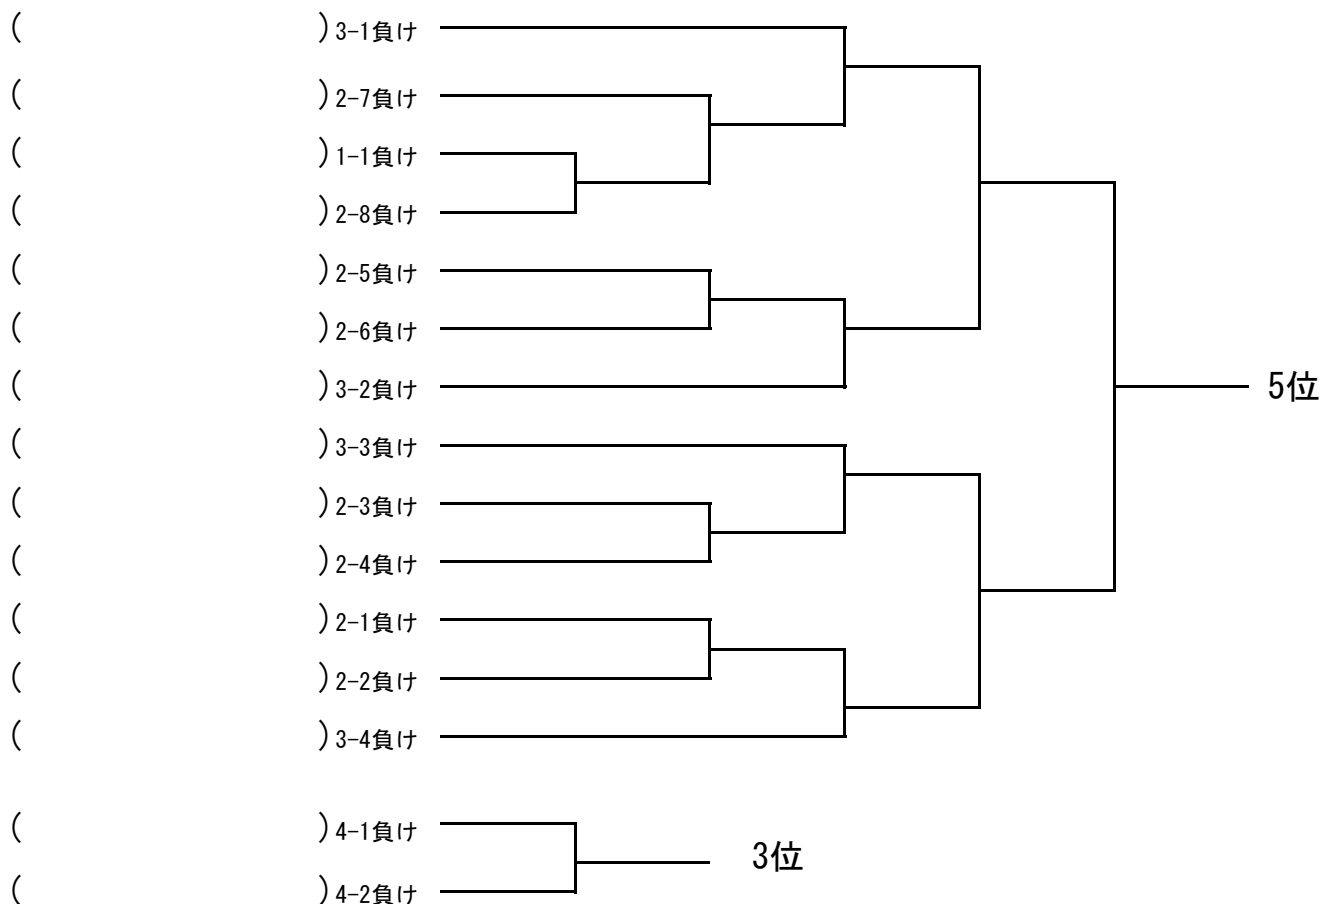 ( )3-1負け
( )2-7負け
( )1-1負け
( )2-8負け
( )2-5負け
( )2-6負け
( )3-2負け
5位
( )3-3負け
( )2-3負け
( )2-4負け
( )2-1負け
( )2-2負け
( )3-4負け
( )4-1負け
3位
( )4-2負け